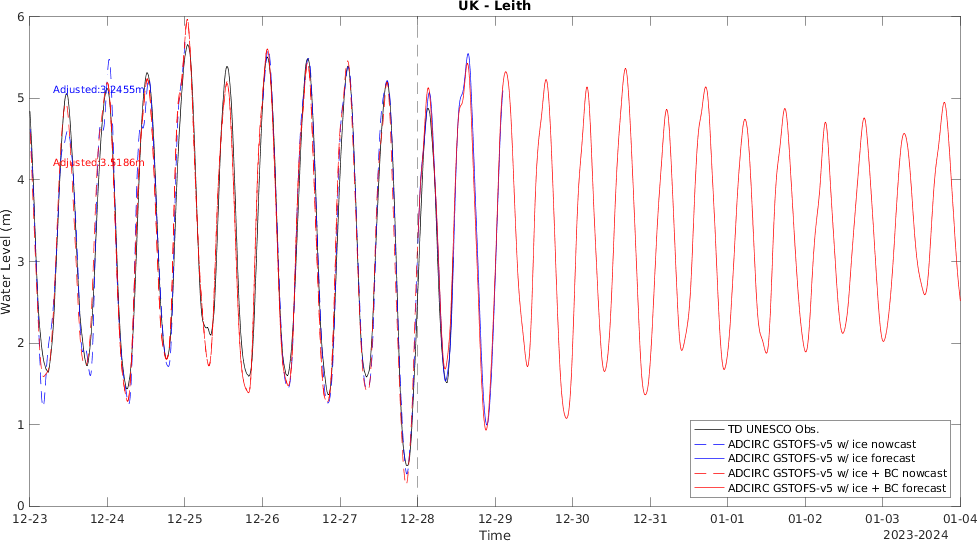 UK - Leith
6
5
4
3
2
1
0
Water Level (m)
Adjusted:3.2455m
Adjusted:3.5186m
TD UNESCO Obs.
ADCIRC GSTOFS-v5 w/ ice nowcast
ADCIRC GSTOFS-v5 w/ ice forecast
ADCIRC GSTOFS-v5 w/ ice + BC nowcast
ADCIRC GSTOFS-v5 w/ ice + BC forecast
12-23 12-24 12-25 12-26 12-27 12-28 12-29 12-30 12-31 01-01 01-02 01-03 01-04
Time
2023-2024